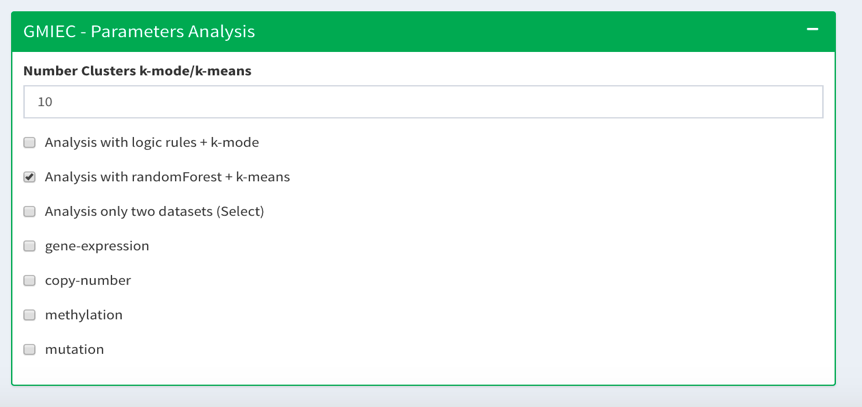 GMIEC - Parameters Analysis
Number Clusters k-mode/k-means
10
Analysis with logic rules + k-mode
Analysis with randomForest + k-means
Analysis only two datasets (Select)
gene-expression
copy-number
methylation
mutation